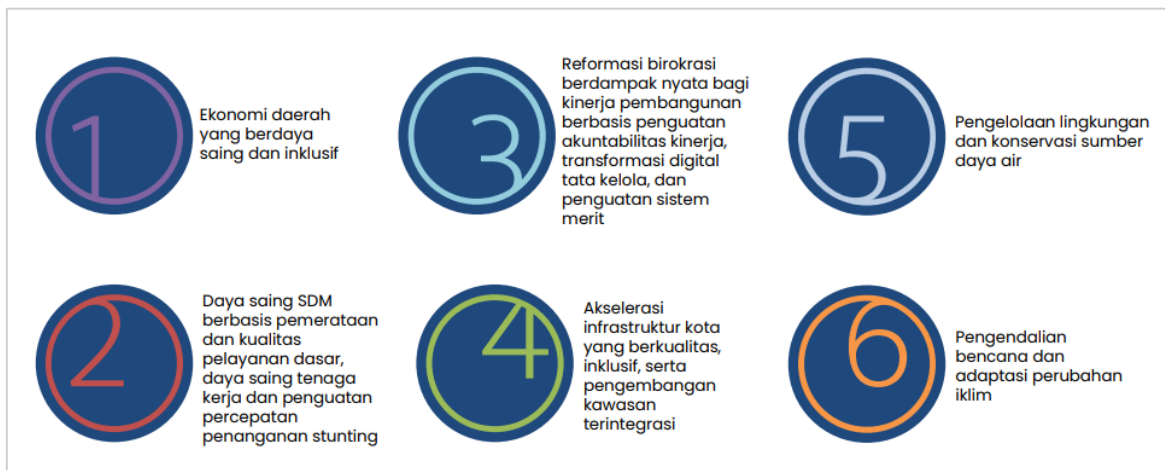 1
Ekonomi daerah
yang berdaya
saing dan inklusif
2
Daya saing SDM
berbasis pemerataan
dan kualitas
pelayanan dasar,
daya saing tenaga
kerja dan penguatan
percepatan
penanganan stunting
3
Reformasi birokrasi
berdampak nyata bagi
kinerja pembangunan
berbasis penguatan
akuntabilitas kinerja,
transformasi digital
tata kelola, dan
penguatan sistem
merit
4
Akselerasi
infrastruktur kota
yang berkualitas,
inklusif, serta
pengembangan
kawasan
terintegrasi
5
Pengelolaan lingkungan
dan konservasi sumber
daya air
6
Pengendalian
bencana dan
adaptasi perubahan
iklim